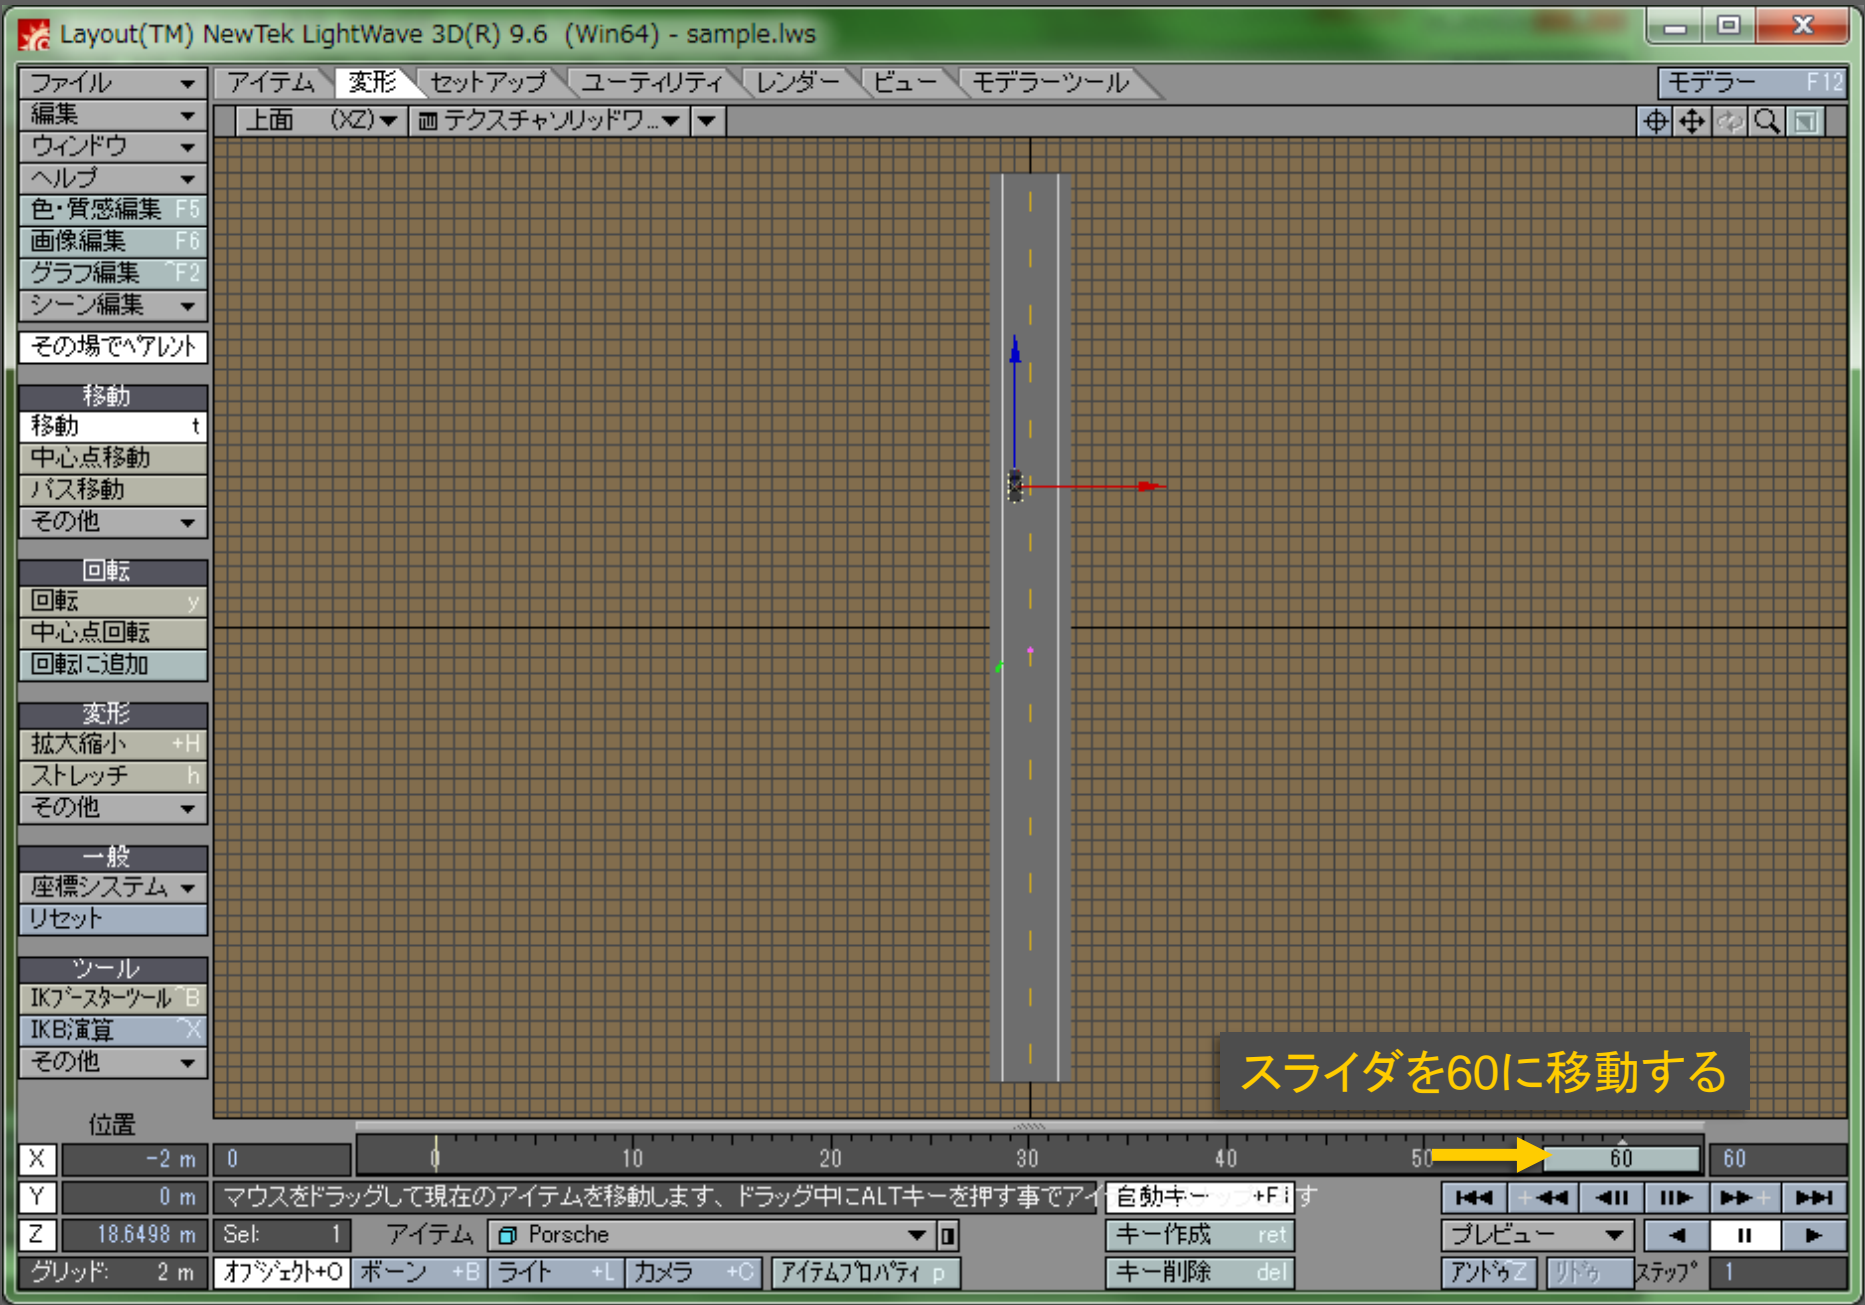 Layout(TM) NewTek LightWave 3D(R) 9.6 (Win64) - sample.lws
ファイル
アイテム 変形 セットアップ ユーティリティ レンダー ビュー モデラーツール
モデラー F12
編集
上面 (XZ) テクスチャソリッドワ...
ウィンドウ
ヘルプ
色・質感編集 F5
画像編集 F6
グラフ編集 ^F2
シーン編集
その場でペアレント
移動
移動 t
中心点移動
パス移動
その他
回転
回転 y
中心点回転
回転に追加
変形
拡大縮小 +H
ストレッチ h
その他
一般
座標システム
リセット
ツール
IKブースターツール ^B
IKB演算 ^X
その他
スライダを60に移動する
位置
X -2 m 0 0 10 20 30 40 50 60 60
Y 0 m マウスをドラッグして現在のアイテムを移動します、ドラッグ中にALTキーを押す事でアイ 自動キー +F1 す
Z 18.6498 m Sel: 1 アイテム Porsche キー作成 ret プレビュー
グリッド: 2 m オブジェクト+O ボーン +B ライト +L カメラ +C アイテムプロパティ p キー削除 del アンドゥ ^Z リドゥ ステップ 1